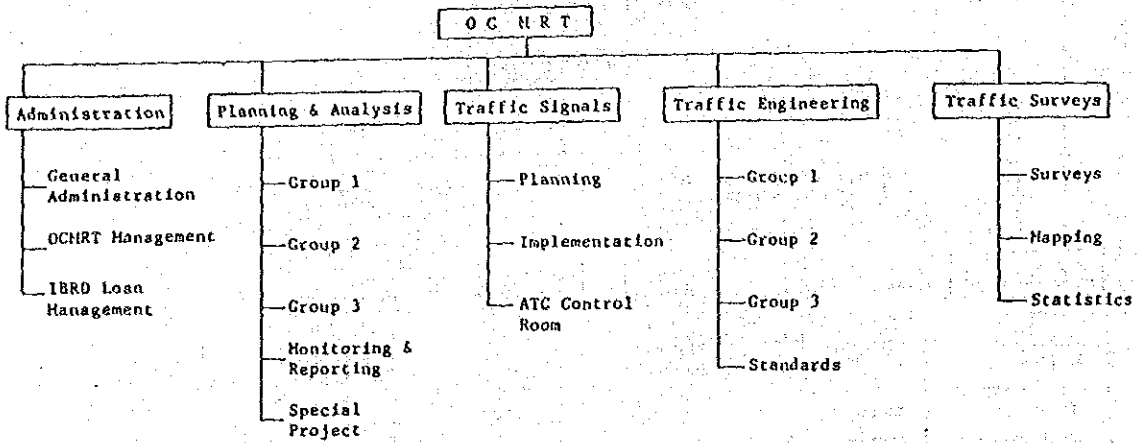 OCMRT
Administration
Planning & Analysis
Traffic Signals
Traffic Engineering
Traffic Surveys
General
Administration
OCMRT Management
IBRD Loan
Management
Group 1
Group 2
Group 3
Monitoring &
Reporting
Special
Project
Planning
Implementation
ATC Control
Room
Group 1
Group 2
Group 3
Standards
Surveys
Mapping
Statistics